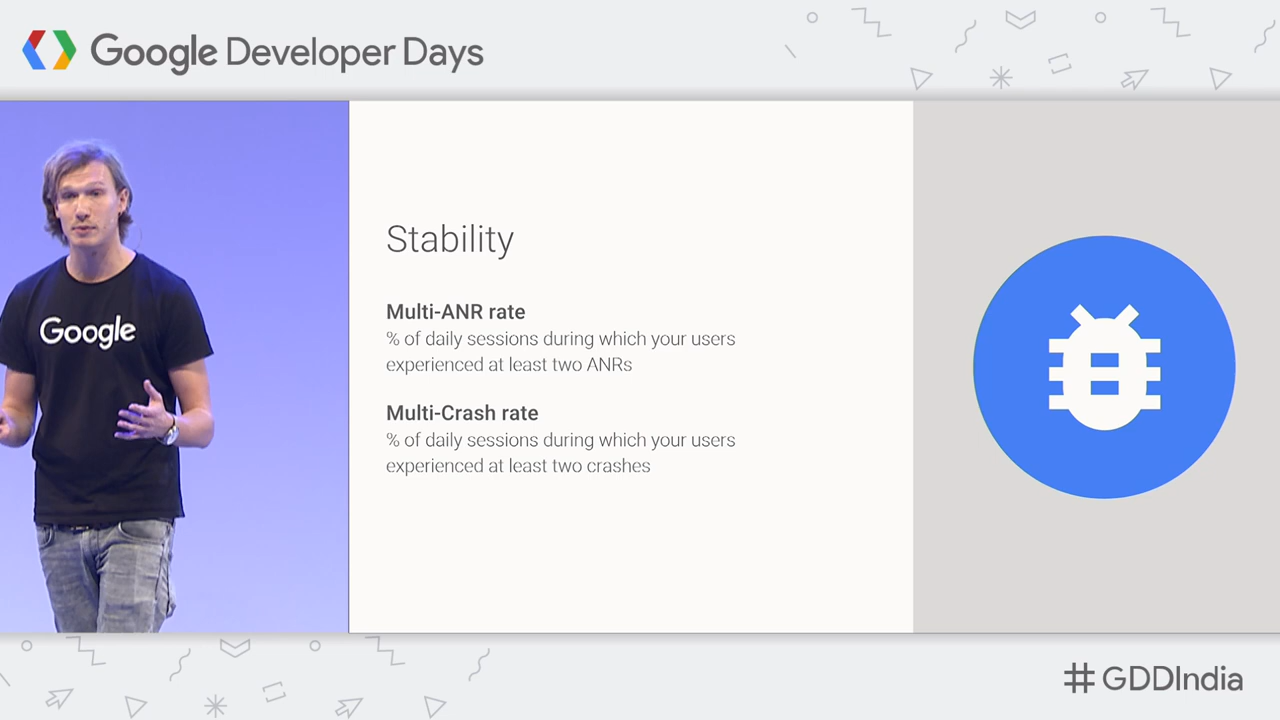 Google Developer Days
Google
Stability
Multi-ANR rate
% of daily sessions during which your users
experienced at least two ANRs
Multi-Crash rate
% of daily sessions during which your users
experienced at least two crashes
#GDDIndia